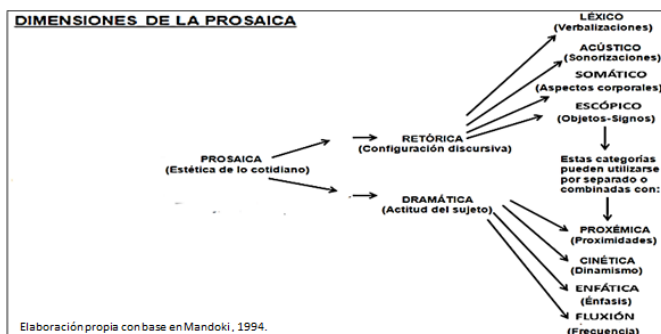 DIMENSIONES DE LA PROSAICA
LÉXICO
(Verbalizaciones)
ACÚSTICO
(Sonorizaciones)
SOMÁTICO
(Aspectos corporales)
ESCÓPICO
(Objetos-Signos)
RETÓRICA
(Configuración discursiva)
PROSAICA
(Estética de lo cotidiano)
Estas categorías
pueden utilizarse
por separado o
combinadas con:
DRAMÁTICA
(Actitud del sujeto)
PROXÉMICA
(Proximidades)
CINÉTICA
(Dinamismo)
ENFÁTICA
(Énfasis)
FLUXIÓN
(Frecuencia)
Elaboración propia con base en Mandoki, 1994.